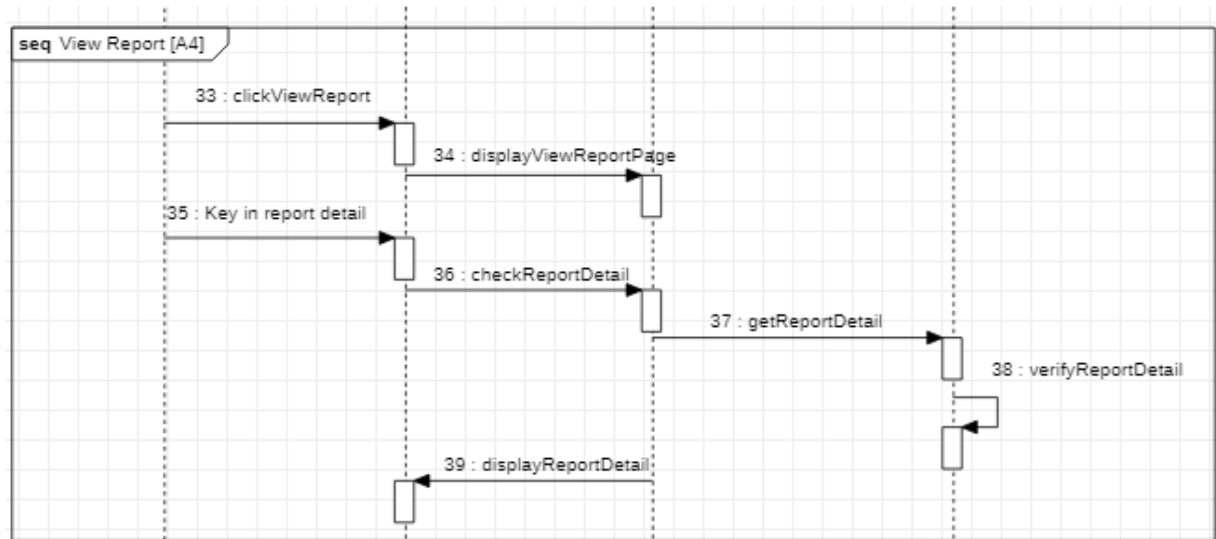 seq View Report [A4]
33 : clickViewReport
34 : displayViewReportPage
35 : Key in report detail
36 : checkReportDetail
37 : getReportDetail
38 : verifyReportDetail
39 : displayReportDetail